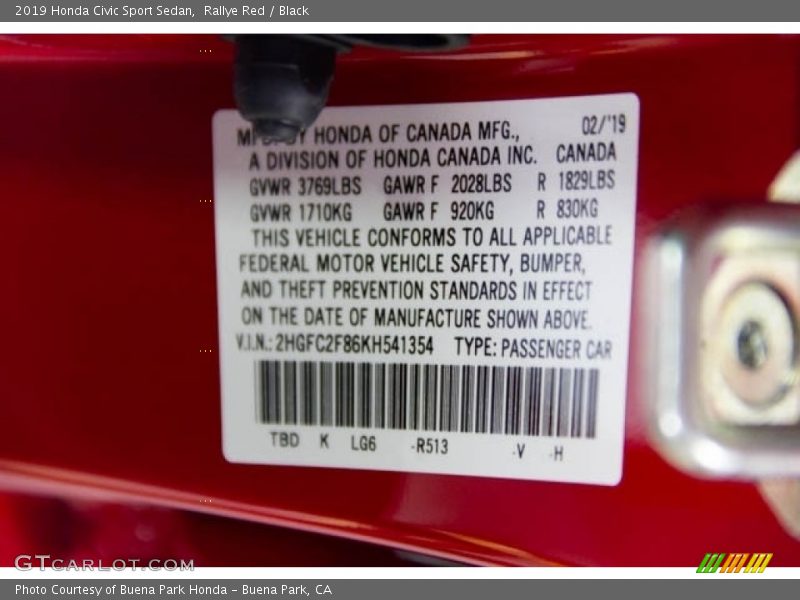 2019 Honda Civic Sport Sedan,  Rallye Red / Black
HONDA OF CANADA MFG., 02/'19
A DIVISION OF HONDA CANADA INC. CANADA
GVWR 3769LBS GAWR F 2028LBS R 1829LBS
GVWR 1710KG GAWR F 920KG R 830KG
THIS VEHICLE CONFORMS TO ALL APPLICABLE
FEDERAL MOTOR VEHICLE SAFETY, BUMPER,
AND THEFT PREVENTION STANDARDS IN EFFECT
ON THE DATE OF MANUFACTURE SHOWN ABOVE.
V.I.N.: 2HGFC2F86KH541354 TYPE: PASSENGER CAR
TBD K LG6 -R513 -V -H
GTCARLOT.COM
Photo Courtesy of Buena Park Honda - Buena Park, CA